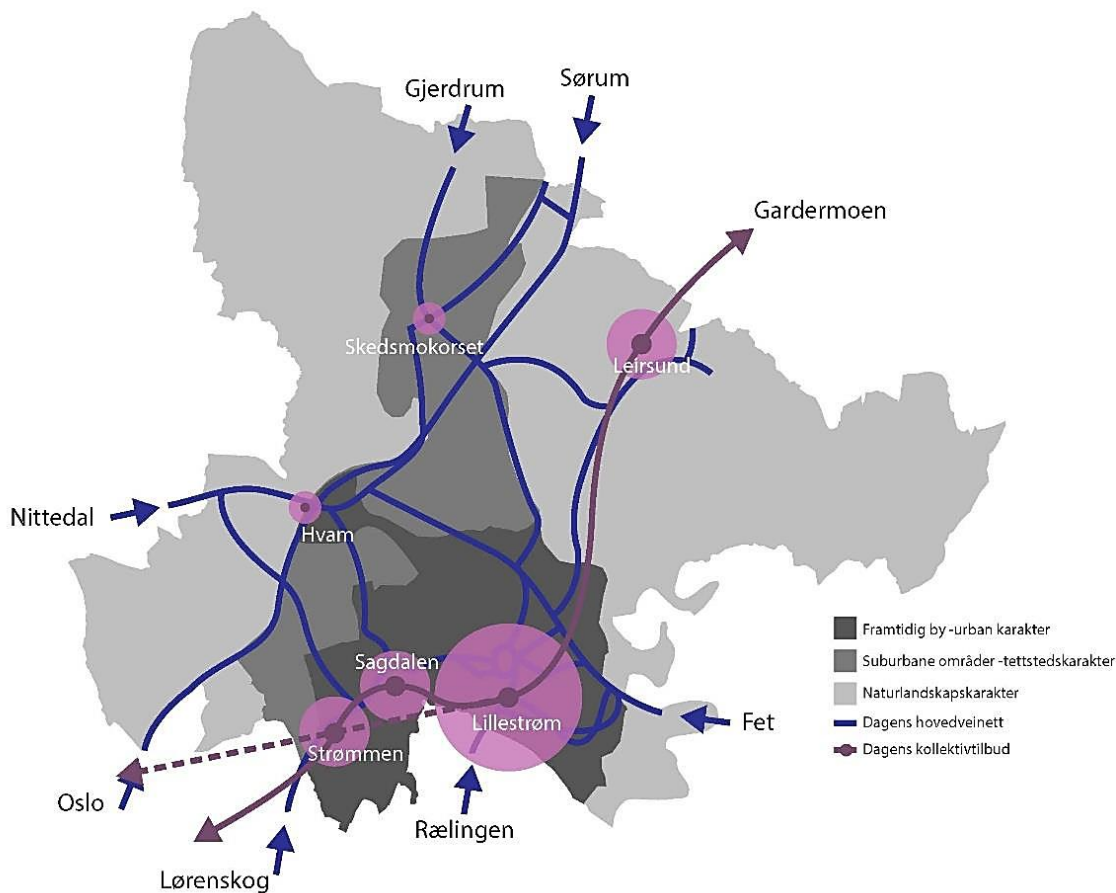 Sørum
Gjerdrum
Gardermoen
Skedsmokorset
Leirsund
Nittedal
Hvam
Framtidig by -urban karakter
Suburbane områder -tettstedskarakter
Sagdalen
Naturlandskapskarakter
Lillestrøm
Fet
Dagens hovedveinett
Strømmen
Dagens kollektivtilbud
Oslo
Rælingen
Lørenskog